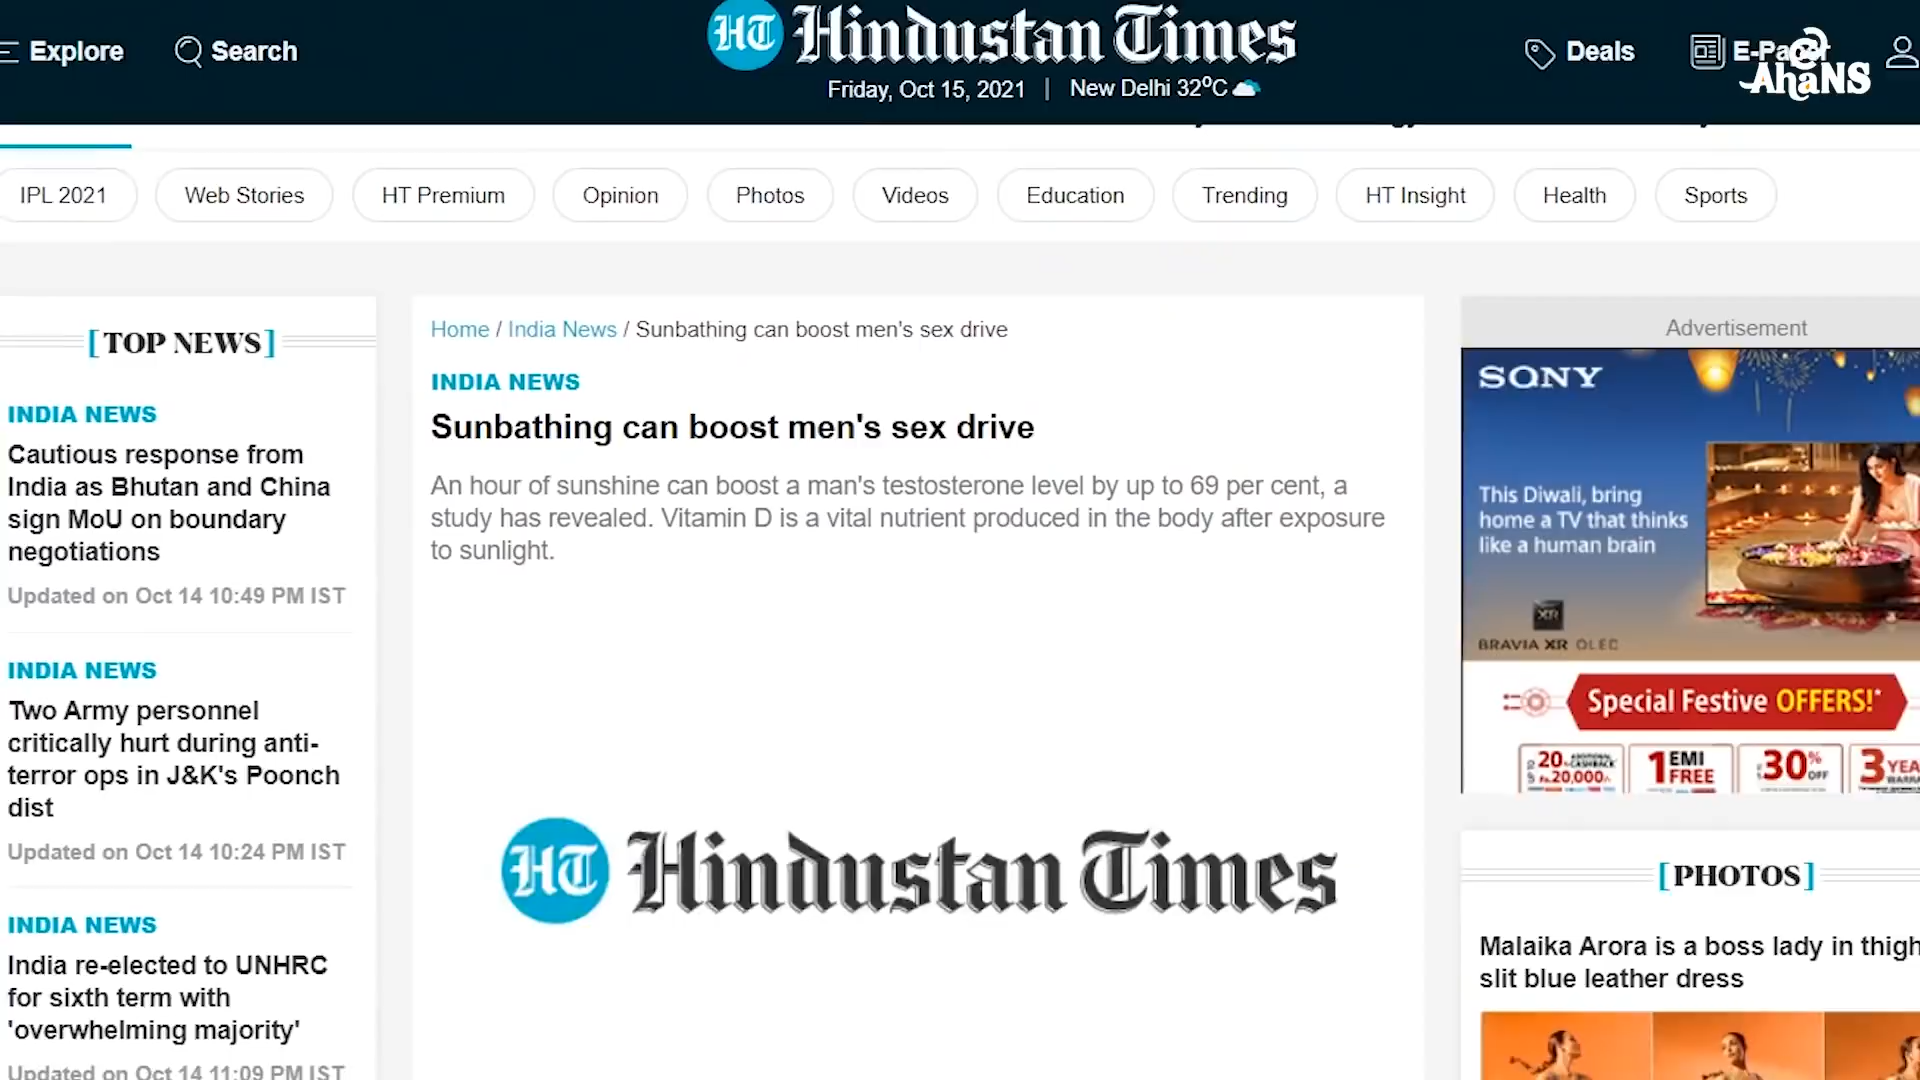 Explore
Search
HT Hindustan Times
Friday, Oct 15, 2021 | New Delhi 32°C
Deals
E-Paper
AhaNS
IPL 2021
Web Stories
HT Premium
Opinion
Photos
Videos
Education
Trending
HT Insight
Health
Sports
[TOP NEWS]
INDIA NEWS
Cautious response from
India as Bhutan and China
sign MoU on boundary
negotiations
Updated on Oct 14 10:49 PM IST
INDIA NEWS
Two Army personnel
critically hurt during anti-
terror ops in J&K's Poonch
dist
Updated on Oct 14 10:24 PM IST
INDIA NEWS
India re-elected to UNHRC
for sixth term with
'overwhelming majority'
Updated on Oct 14 11:09 PM IST
Home / India News / Sunbathing can boost men's sex drive
INDIA NEWS
Sunbathing can boost men's sex drive
An hour of sunshine can boost a man's testosterone level by up to 69 per cent, a
study has revealed. Vitamin D is a vital nutrient produced in the body after exposure
to sunlight.
HT Hindustan Times
Advertisement
SONY
This Diwali, bring
home a TV that thinks
like a human brain
XR
BRAVIA XR OLED
Special Festive OFFERS!*
20% ADDITIONAL CASHBACK
₹20,000/-
1 EMI
FREE
30%
OFF
3 YEA
[PHOTOS]
Malaika Arora is a boss lady in thigh
slit blue leather dress